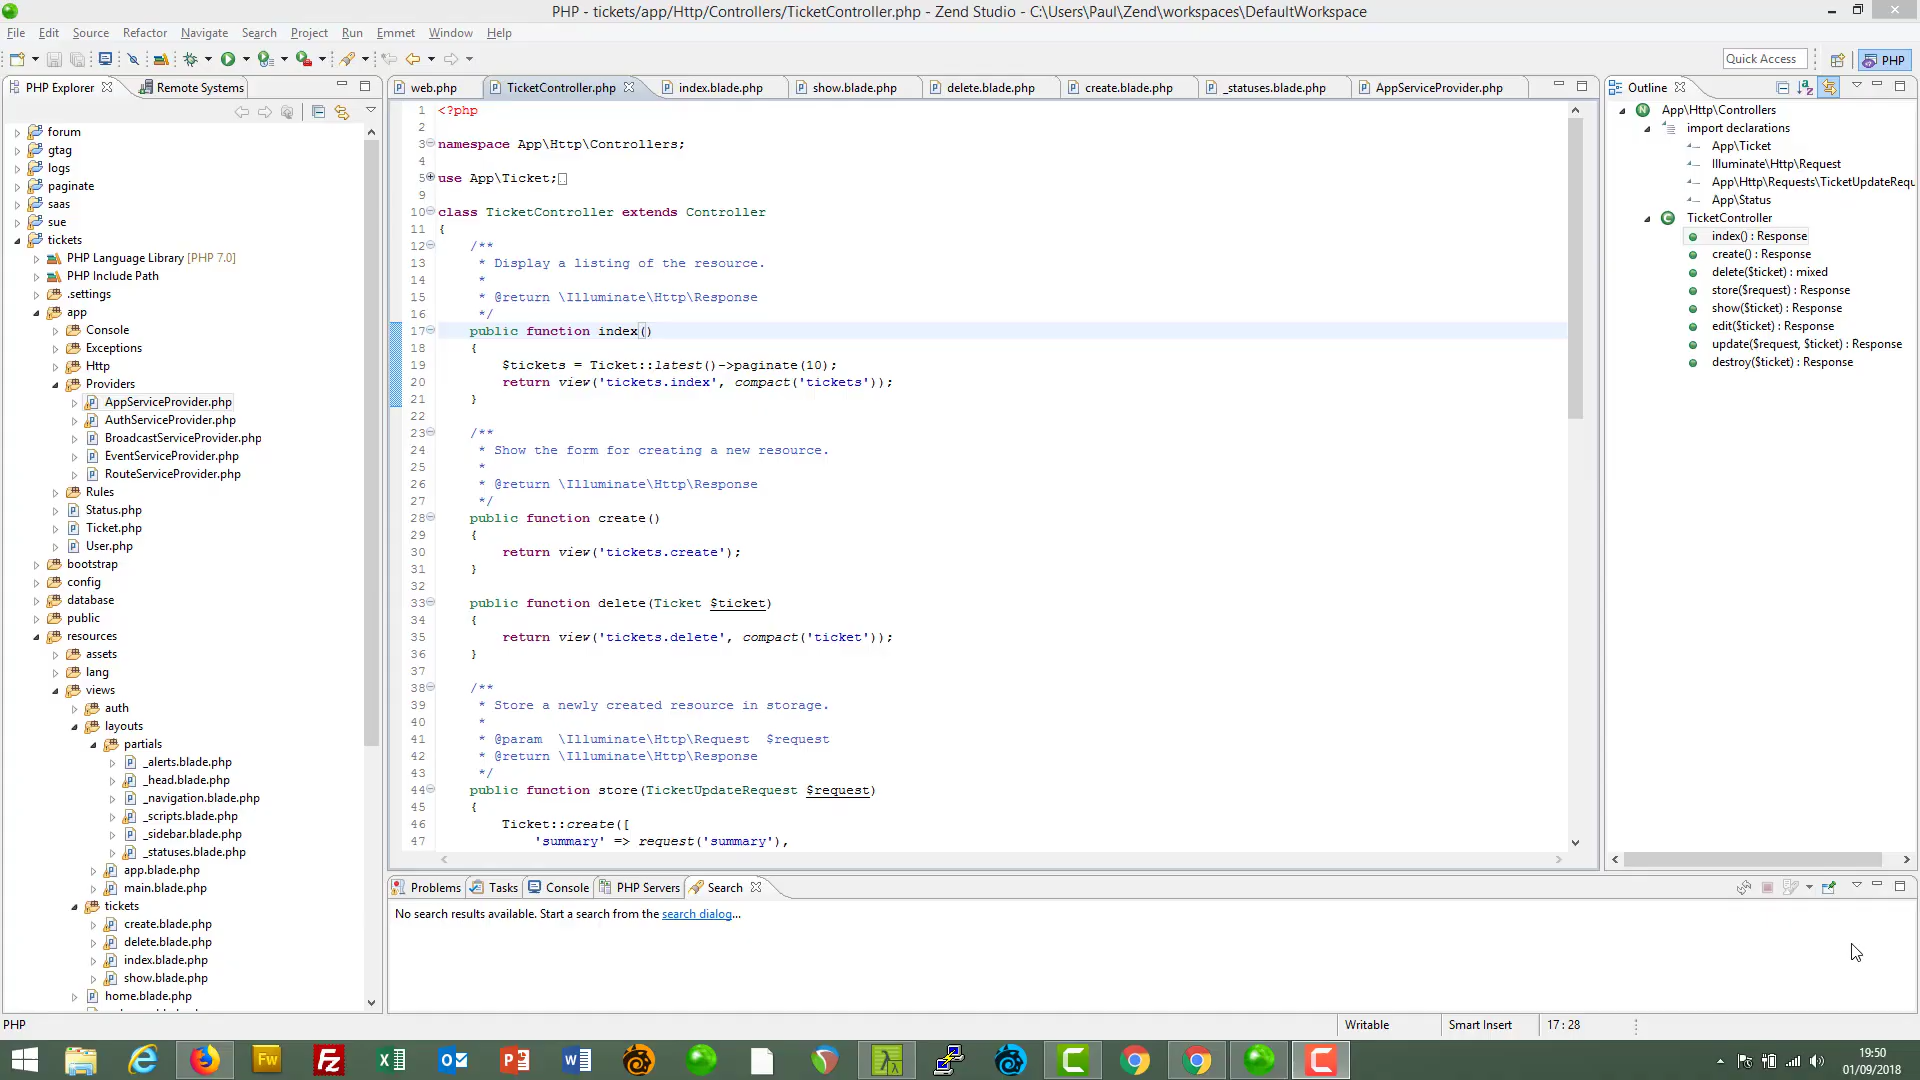 PHP - tickets/app/Http/Controllers/TicketController.php - Zend Studio - C:\Users\Paul\Zend\workspaces\DefaultWorkspace
File Edit Source Refactor Navigate Search Project Run Emmet Window Help
Quick Access
PHP
PHP Explorer
Remote Systems
forum
gtag
logs
paginate
saas
sue
tickets
PHP Language Library [PHP 7.0]
PHP Include Path
.settings
app
Console
Exceptions
Http
Providers
AppServiceProvider.php
AuthServiceProvider.php
BroadcastServiceProvider.php
EventServiceProvider.php
RouteServiceProvider.php
Rules
Status.php
Ticket.php
User.php
bootstrap
config
database
public
resources
assets
lang
views
auth
layouts
partials
_alerts.blade.php
_head.blade.php
_navigation.blade.php
_scripts.blade.php
_sidebar.blade.php
_statuses.blade.php
app.blade.php
main.blade.php
tickets
create.blade.php
delete.blade.php
index.blade.php
show.blade.php
home.blade.php
web.php TicketController.php index.blade.php show.blade.php delete.blade.php create.blade.php _statuses.blade.php AppServiceProvider.php
1 <?php
2
3 namespace App\Http\Controllers;
4
5 use App\Ticket;
9
10 class TicketController extends Controller
11 {
12 /**
13 * Display a listing of the resource.
14 *
15 * @return \Illuminate\Http\Response
16 */
17 public function index()
18 {
19 $tickets = Ticket::latest()->paginate(10);
20 return view('tickets.index', compact('tickets'));
21 }
22
23 /**
24 * Show the form for creating a new resource.
25 *
26 * @return \Illuminate\Http\Response
27 */
28 public function create()
29 {
30 return view('tickets.create');
31 }
32
33 public function delete(Ticket $ticket)
34 {
35 return view('tickets.delete', compact('ticket'));
36 }
37
38 /**
39 * Store a newly created resource in storage.
40 *
41 * @param \Illuminate\Http\Request $request
42 * @return \Illuminate\Http\Response
43 */
44 public function store(TicketUpdateRequest $request)
45 {
46 Ticket::create([
47 'summary' => request('summary'),
Outline
App\Http\Controllers
import declarations
App\Ticket
Illuminate\Http\Request
App\Http\Requests\TicketUpdateRequ
App\Status
TicketController
index() : Response
create() : Response
delete($ticket) : mixed
store($request) : Response
show($ticket) : Response
edit($ticket) : Response
update($request, $ticket) : Response
destroy($ticket) : Response
Problems Tasks Console PHP Servers Search
No search results available. Start a search from the search dialog...
PHP Writable Smart Insert 17 : 28
19:50
01/09/2018